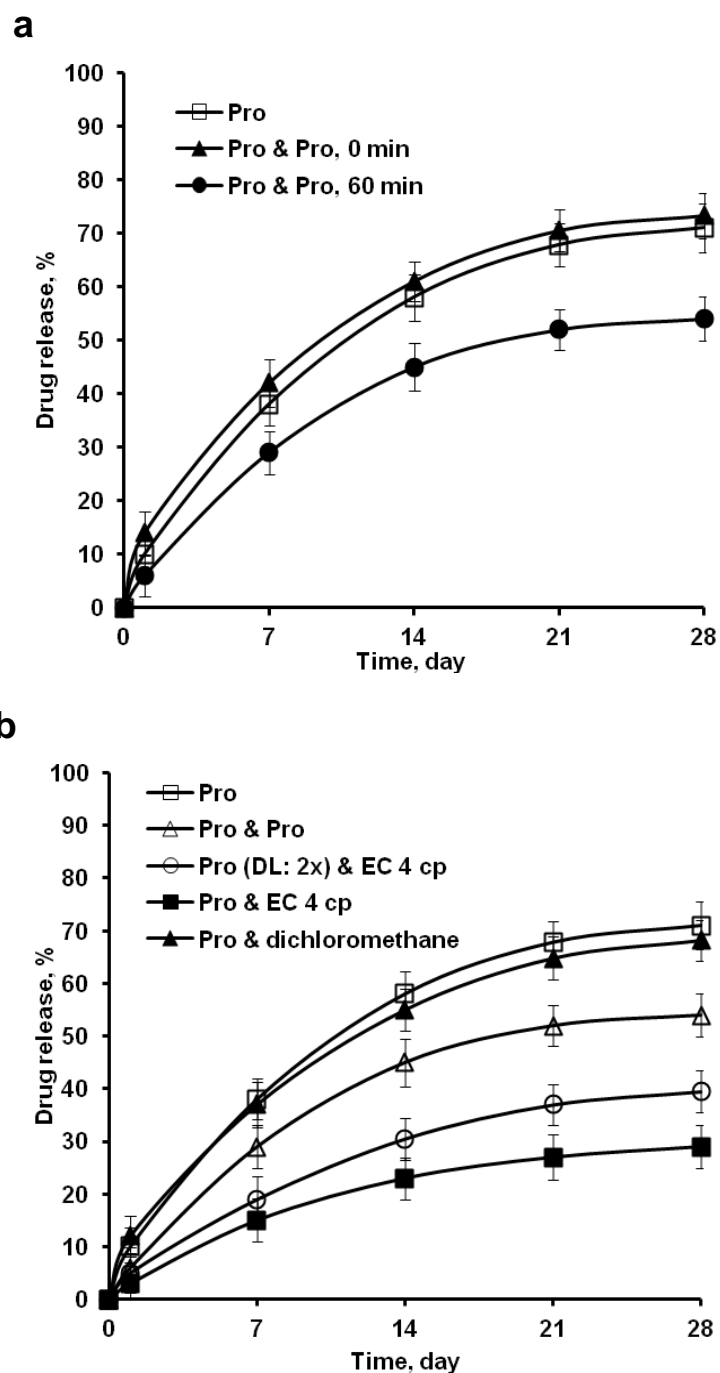 a
100
90
80
70
60
50
40
30
20
10
0
Drug release, %
Pro
Pro & Pro, 0 min
Pro & Pro, 60 min
0 7 14 21 28
Time, day
b
100
90
80
70
60
50
40
30
20
10
0
Drug release, %
Pro
Pro & Pro
Pro (DL: 2x) & EC 4 cp
Pro & EC 4 cp
Pro & dichloromethane
0 7 14 21 28
Time, day